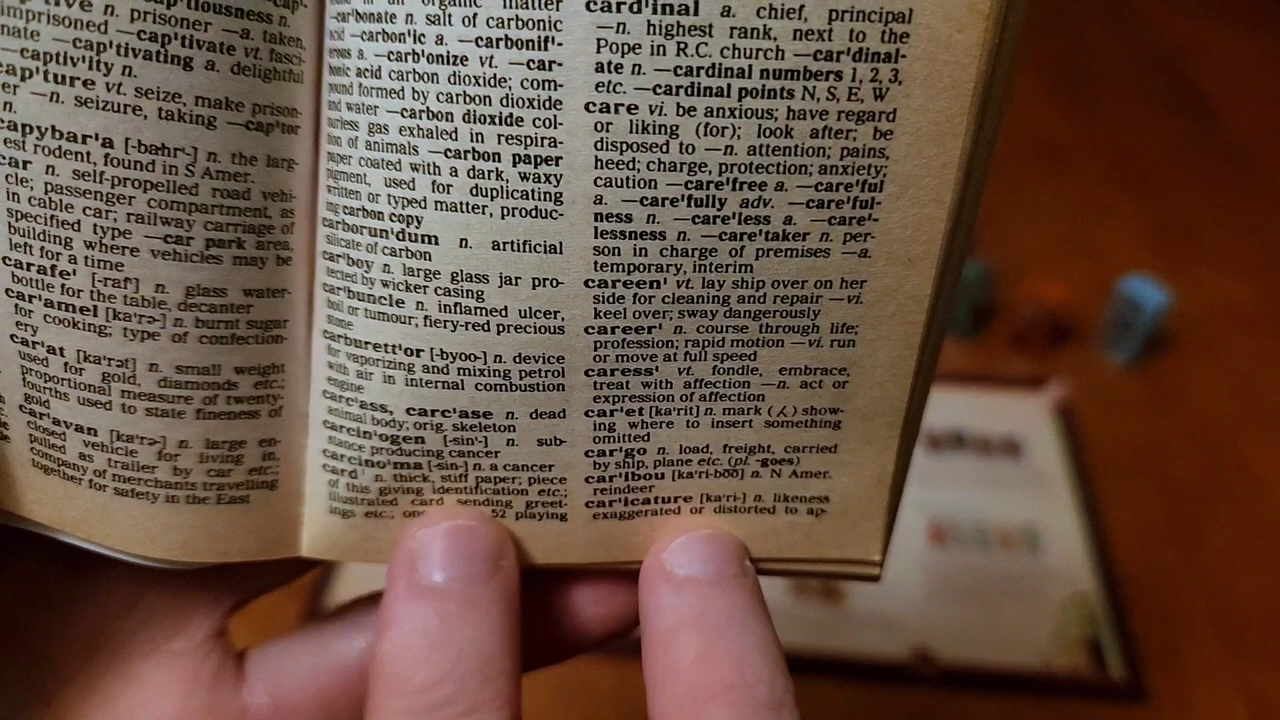 n. prisoner —a. taken,
imprisoned —cap'tivate vt. fasci-
nate —cap'tivating a. delightful
—captiv'ity n.
cap'ture vt. seize, make prison-
er —n. seizure, taking —cap'tor
n.
capybar'a [-bahr'-] n. the larg-
est rodent, found in S Amer.
car n. self-propelled road vehi-
cle; passenger compartment, as
in cable car; railway carriage of
specified type —car park area,
building where vehicles may be
left for a time
carafe' [-raf'] n. glass water-
bottle for the table, decanter
car'amel [ka'rə-] n. burnt sugar
for cooking; type of confection-
ery
car'at [ka'rət] n. small weight
used for gold, diamonds etc.;
proportional measure of twenty-
fourths used to state fineness of
gold
car'avan [ka'rə-] n. large en-
closed vehicle for living in,
pulled as trailer by car etc.;
company of merchants travelling
together for safety in the East
in an organic matter
—car'bonate n. salt of carbonic
acid —carbon'ic a. —carbonif'-
erous a. —carb'onize vt. —car-
bonic acid carbon dioxide; com-
pound formed by carbon dioxide
and water —carbon dioxide col-
ourless gas exhaled in respira-
tion of animals —carbon paper
paper coated with a dark, waxy
pigment, used for duplicating
written or typed matter, produc-
ing carbon copy
carborun'dum n. artificial
silicate of carbon
car'boy n. large glass jar pro-
tected by wicker casing
car'buncle n. inflamed ulcer,
boil or tumour; fiery-red precious
stone
carburett'or [-byoo-] n. device
for vaporizing and mixing petrol
with air in internal combustion
engine
carc'ass, carc'ase n. dead
animal body; orig. skeleton
carcin'ogen [-sin'-] n. sub-
stance producing cancer
carcino'ma [-sin-] n. a cancer
card' n. thick, stiff paper; piece
of this giving identification etc.;
illustrated card sending greet-
ings etc.; 52 playing
card'inal a. chief, principal
—n. highest rank, next to the
Pope in R.C. church —car'dinal-
ate n. —cardinal numbers 1, 2, 3,
etc. —cardinal points N, S, E, W
care vi. be anxious; have regard
or liking (for); look after; be
disposed to —n. attention; pains,
heed; charge, protection; anxiety;
caution —care'free a. —care'ful
a. —care'fully adv. —care'ful-
ness n. —care'less a. —care'-
lessness n. —care'taker n. per-
son in charge of premises —a.
temporary, interim
careen' vt. lay ship over on her
side for cleaning and repair —vi.
keel over; sway dangerously
career' n. course through life;
profession; rapid motion —vi. run
or move at full speed
caress' vt. fondle, embrace,
treat with affection —n. act or
expression of affection
car'et [ka'rit] n. mark (⁁) show-
ing where to insert something
omitted
car'go n. load, freight, carried
by ship, plane etc. (pl. -goes)
car'ibou [ka'ri-bōō] n. N Amer.
reindeer
car'icature [ka'ri-] n. likeness
exaggerated or distorted to ap-